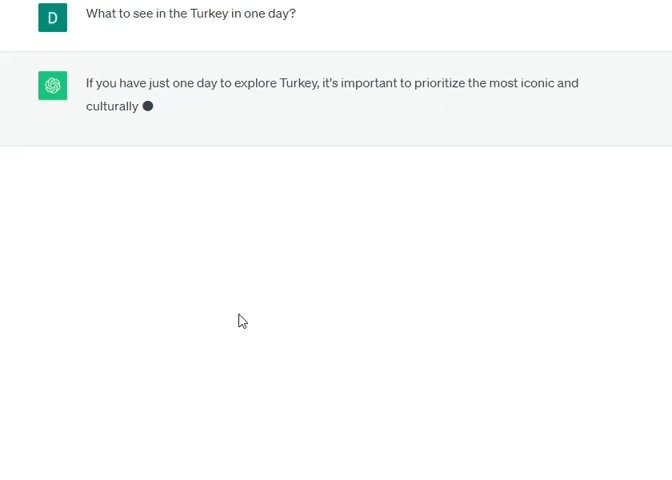 D
What to see in the Turkey in one day?
If you have just one day to explore Turkey, it's important to prioritize the most iconic and
culturally